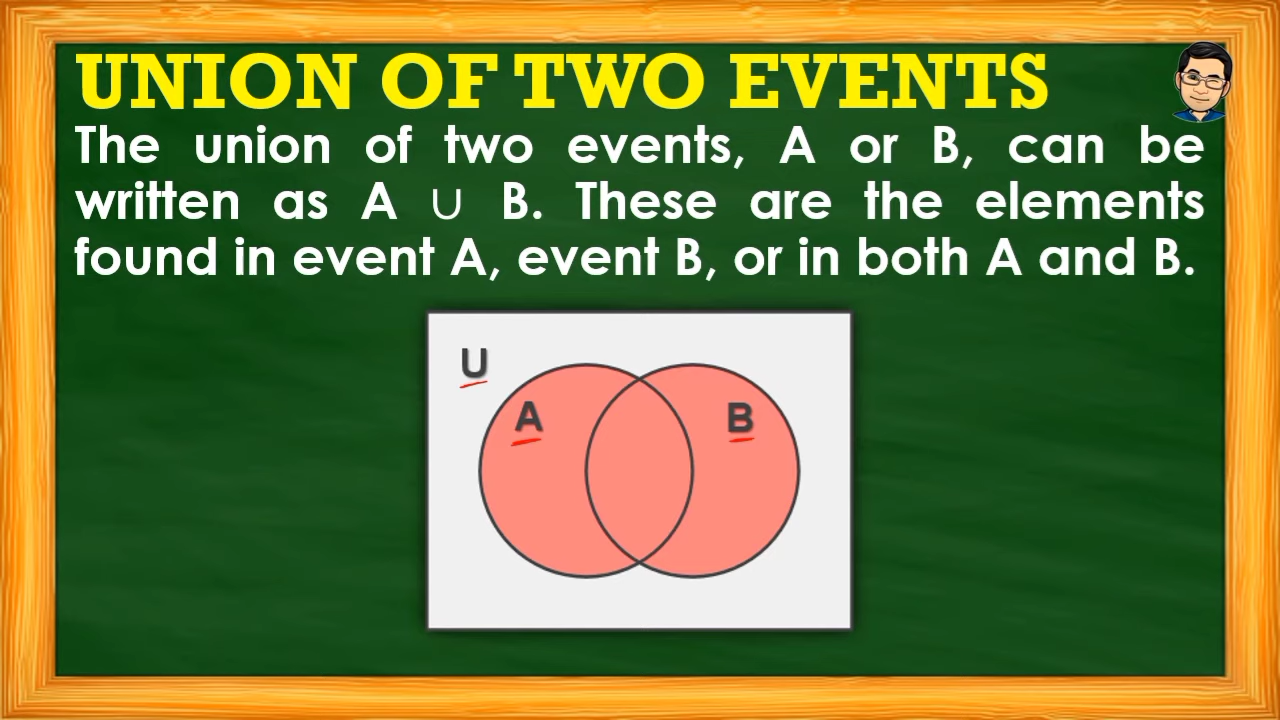 UNION OF TWO EVENTS
The union of two events, A or B, can be
written as A ∪ B. These are the elements
found in event A, event B, or in both A and B.
U
A
B